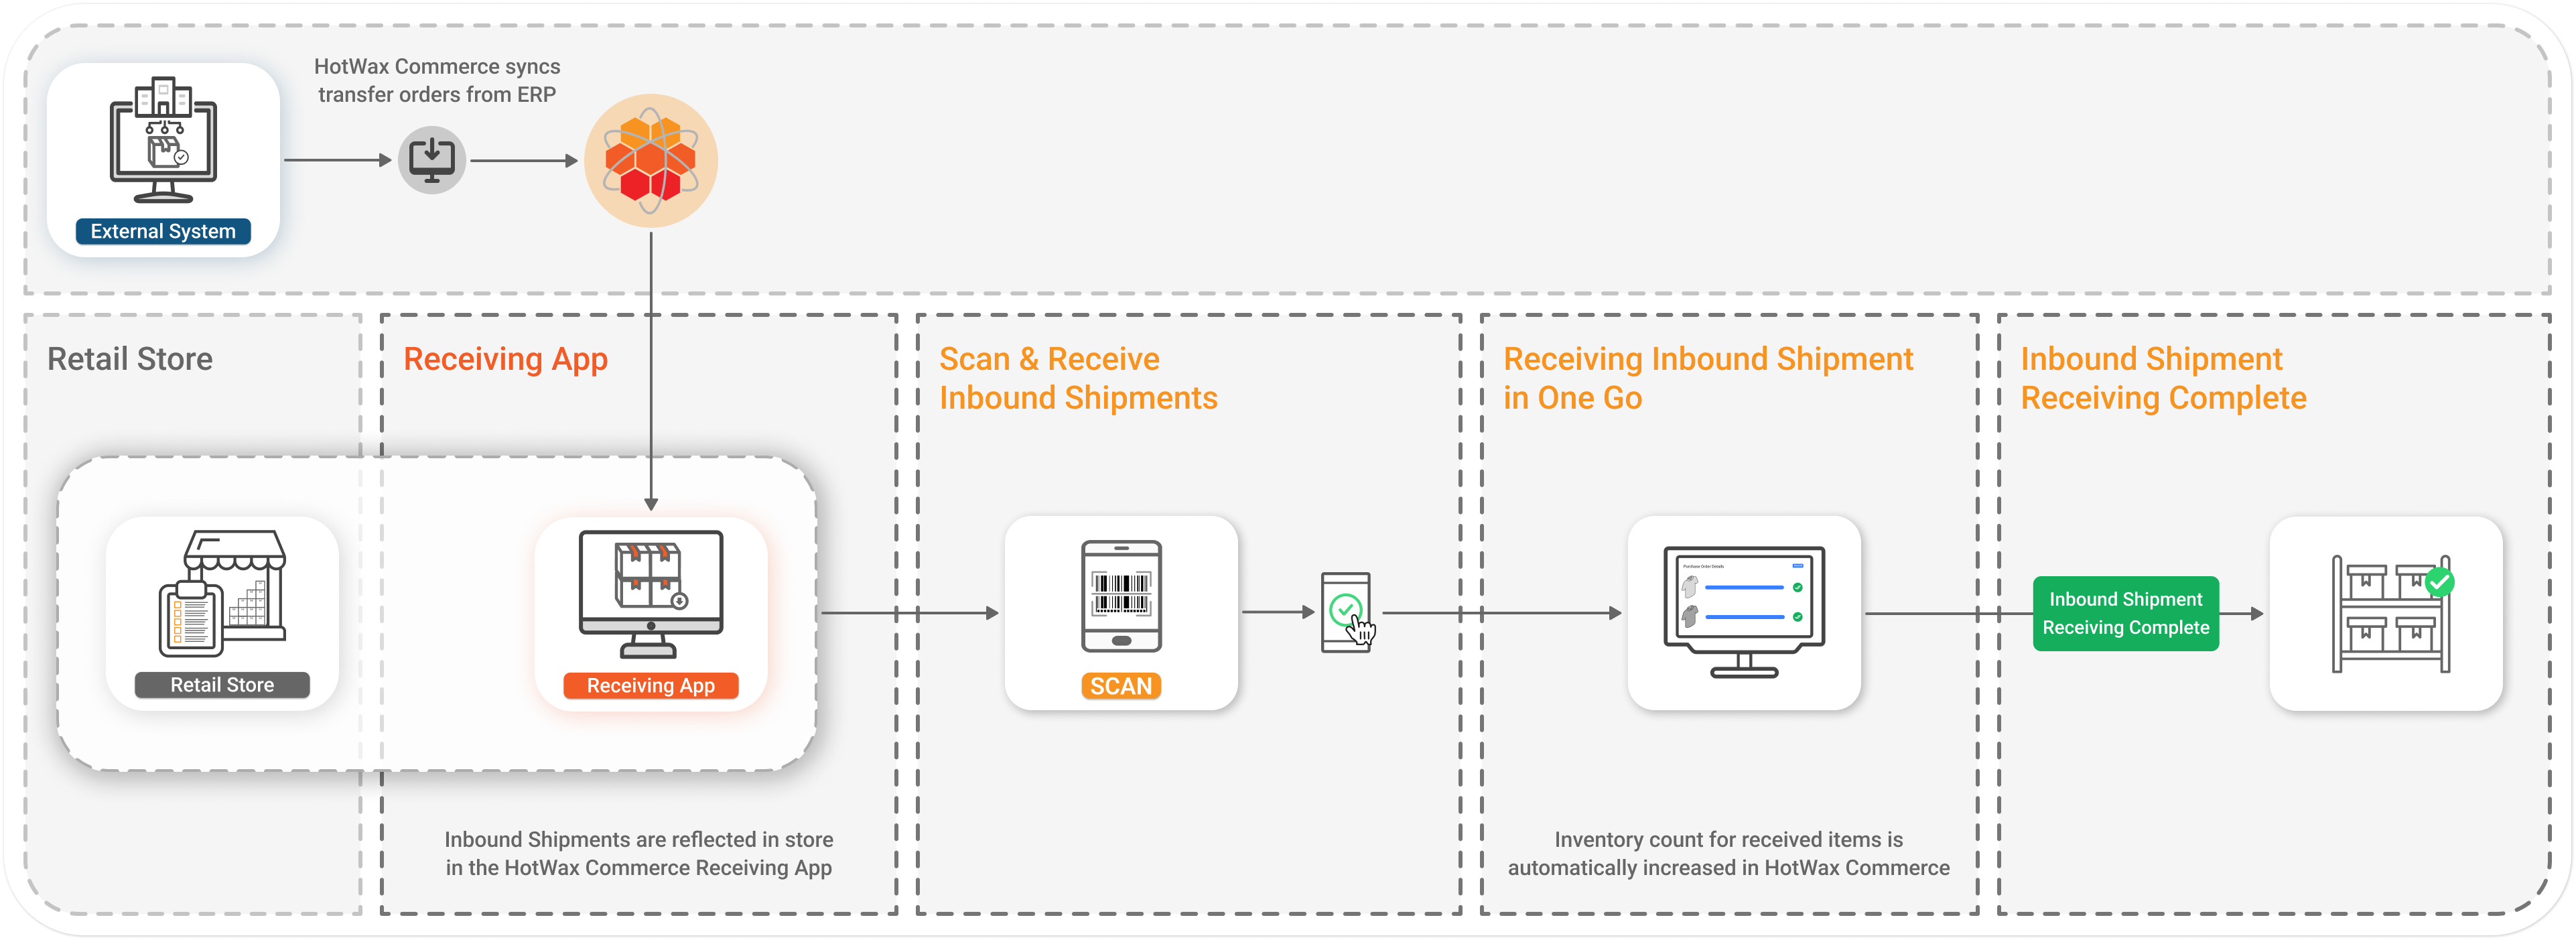 HotWax Commerce syncs
transfer orders from ERP
External System
Retail Store
Receiving App
Scan & Receive
Inbound Shipments
Receiving Inbound Shipment
in One Go
Inbound Shipment
Receiving Complete
Retail Store
Receiving App
SCAN
Purchase Order Details
Inbound Shipment
Receiving Complete
Inbound Shipments are reflected in store
in the HotWax Commerce Receiving App
Inventory count for received items is
automatically increased in HotWax Commerce